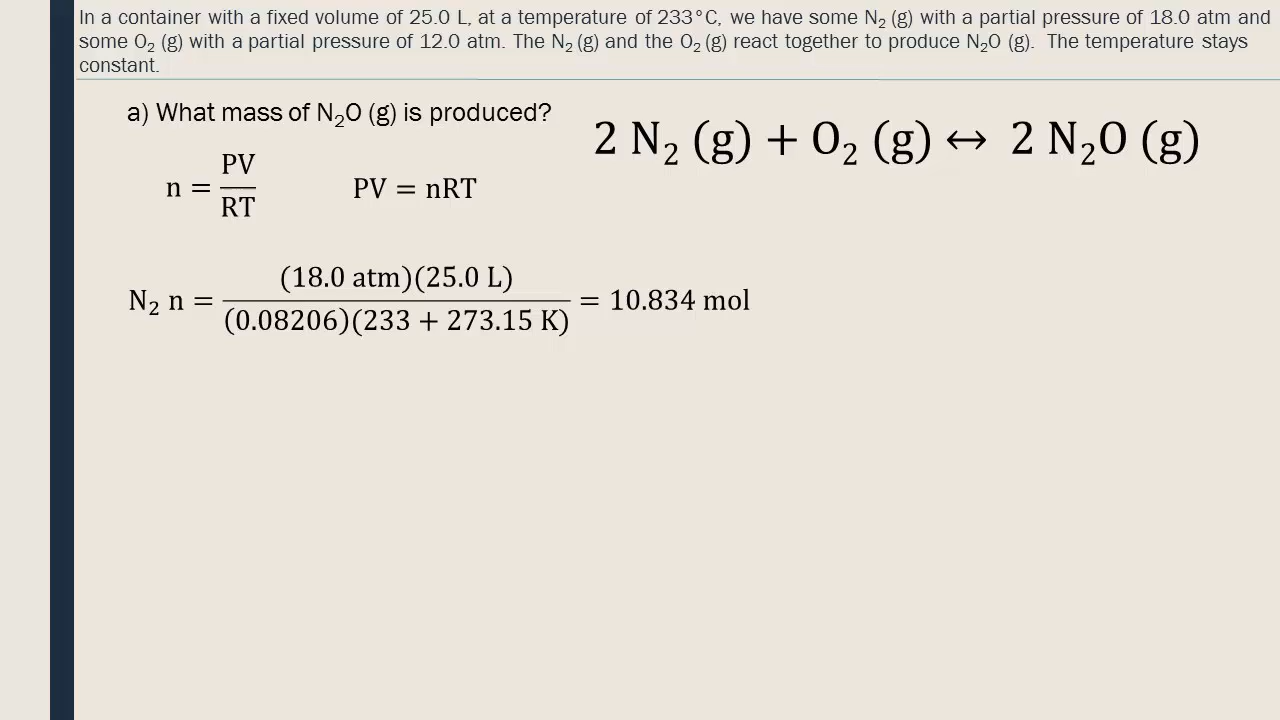 In a container with a fixed volume of 25.0 L, at a temperature of 233°C, we have some N₂ (g) with a partial pressure of 18.0 atm and
some O₂ (g) with a partial pressure of 12.0 atm. The N₂ (g) and the O₂ (g) react together to produce N₂O (g). The temperature stays
constant.
a) What mass of N₂O (g) is produced?
2 N₂ (g) + O₂ (g) ↔ 2 N₂O (g)
n = PV/RT
PV = nRT
N₂ n = (18.0 atm)(25.0 L)/(0.08206)(233 + 273.15 K) = 10.834 mol